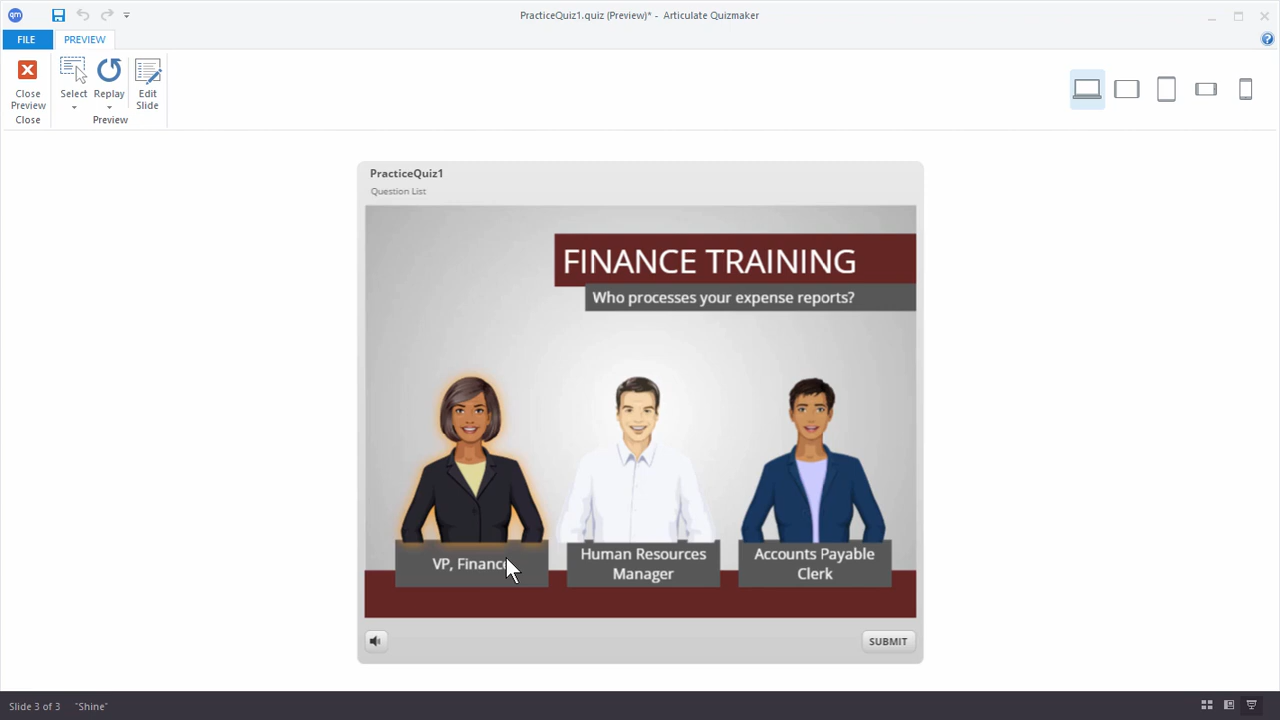 qm
PracticeQuiz1.quiz (Preview)* - Articulate Quizmaker
FILE
PREVIEW
?
Close
Preview
Select
Replay
Edit
Slide
Close
Preview
PracticeQuiz1
Question List
FINANCE TRAINING
Who processes your expense reports?
VP, Finance
Human Resources
Manager
Accounts Payable
Clerk
SUBMIT
Slide 3 of 3
"Shine"